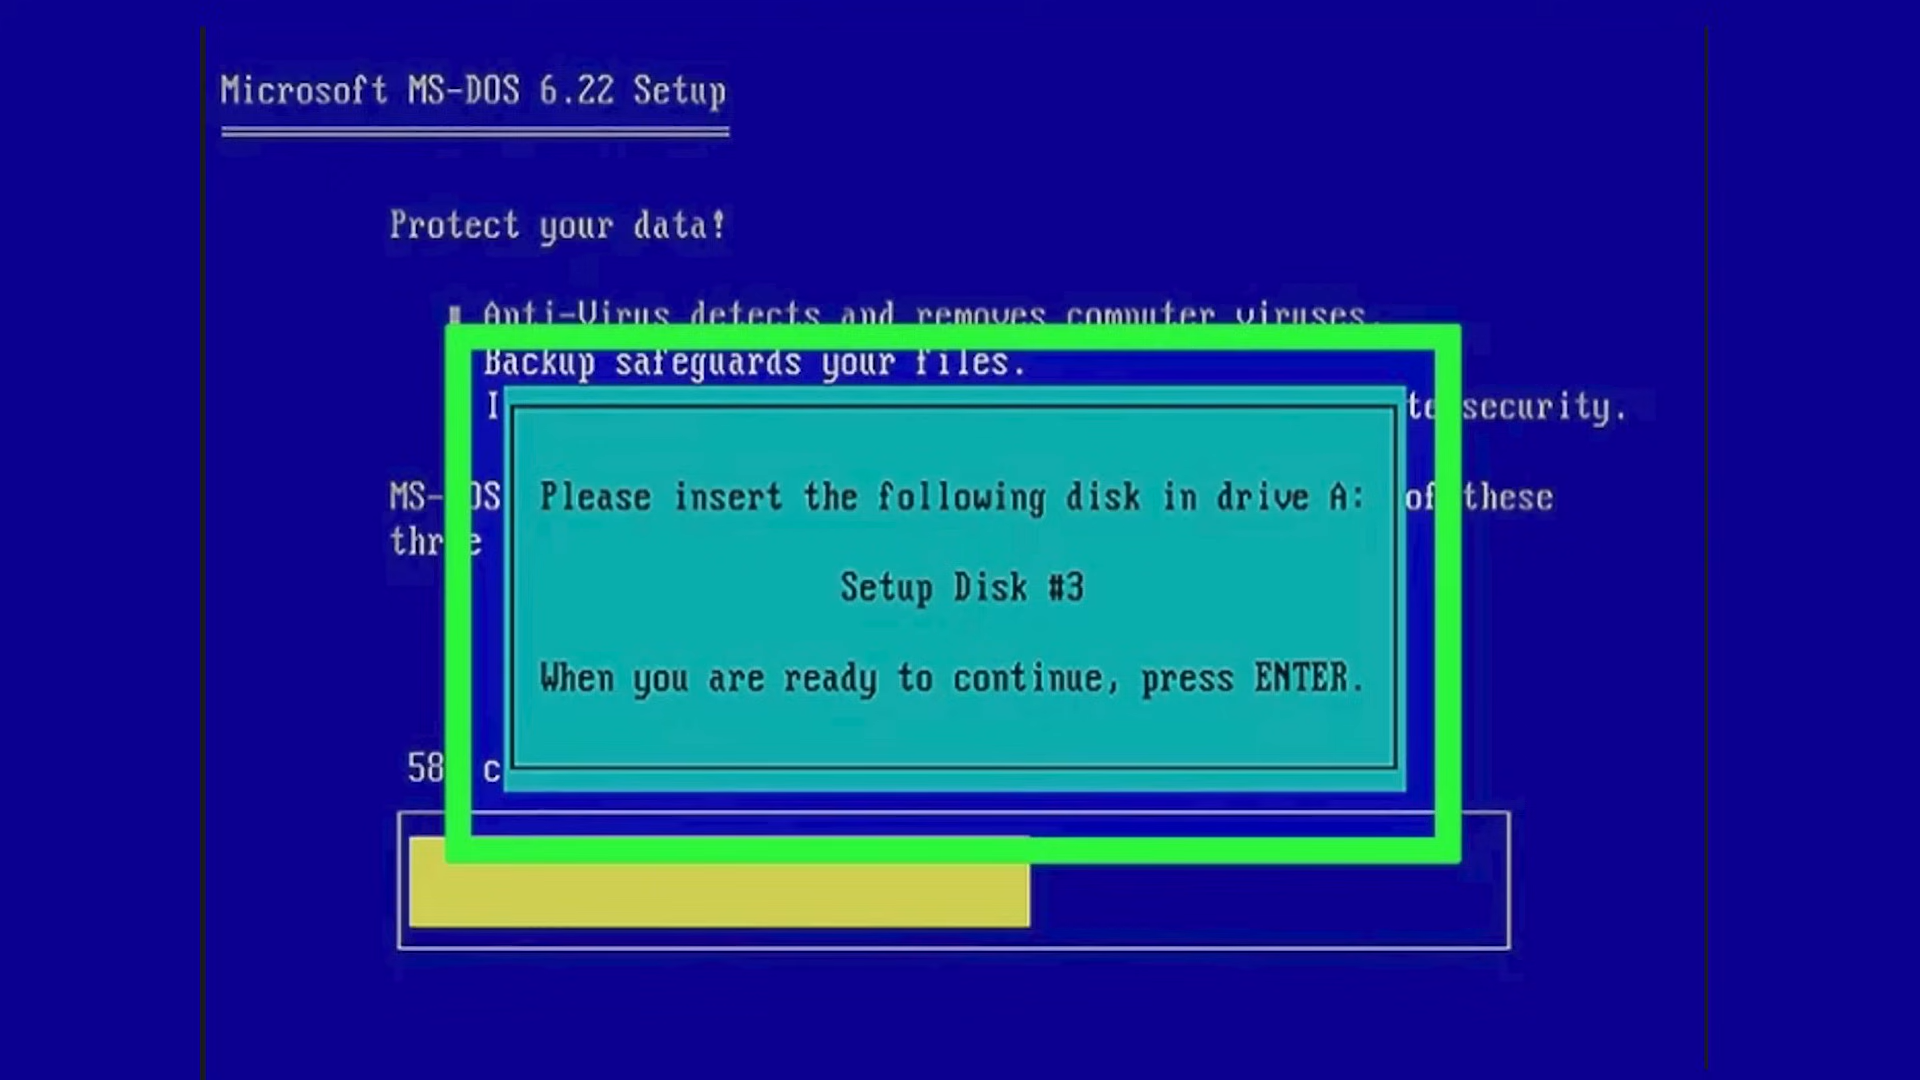 Microsoft MS-DOS 6.22 Setup
Protect your data!
Anti-Virus detects and removes computer viruses.
Backup safeguards your files.
security.
Please insert the following disk in drive A:
of these
Setup Disk #3
When you are ready to continue, press ENTER.
58